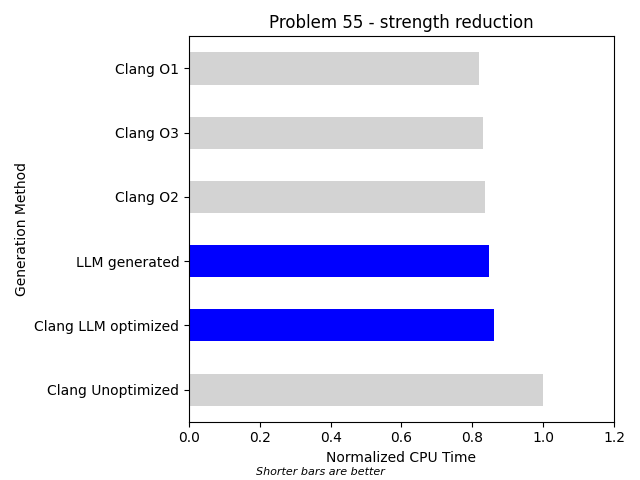 Problem 55 - strength reduction
Clang O1
Clang O3
Clang O2
LLM generated
Clang LLM optimized
Clang Unoptimized
Generation Method
0.0 0.2 0.4 0.6 0.8 1.0 1.2
Normalized CPU Time
Shorter bars are better